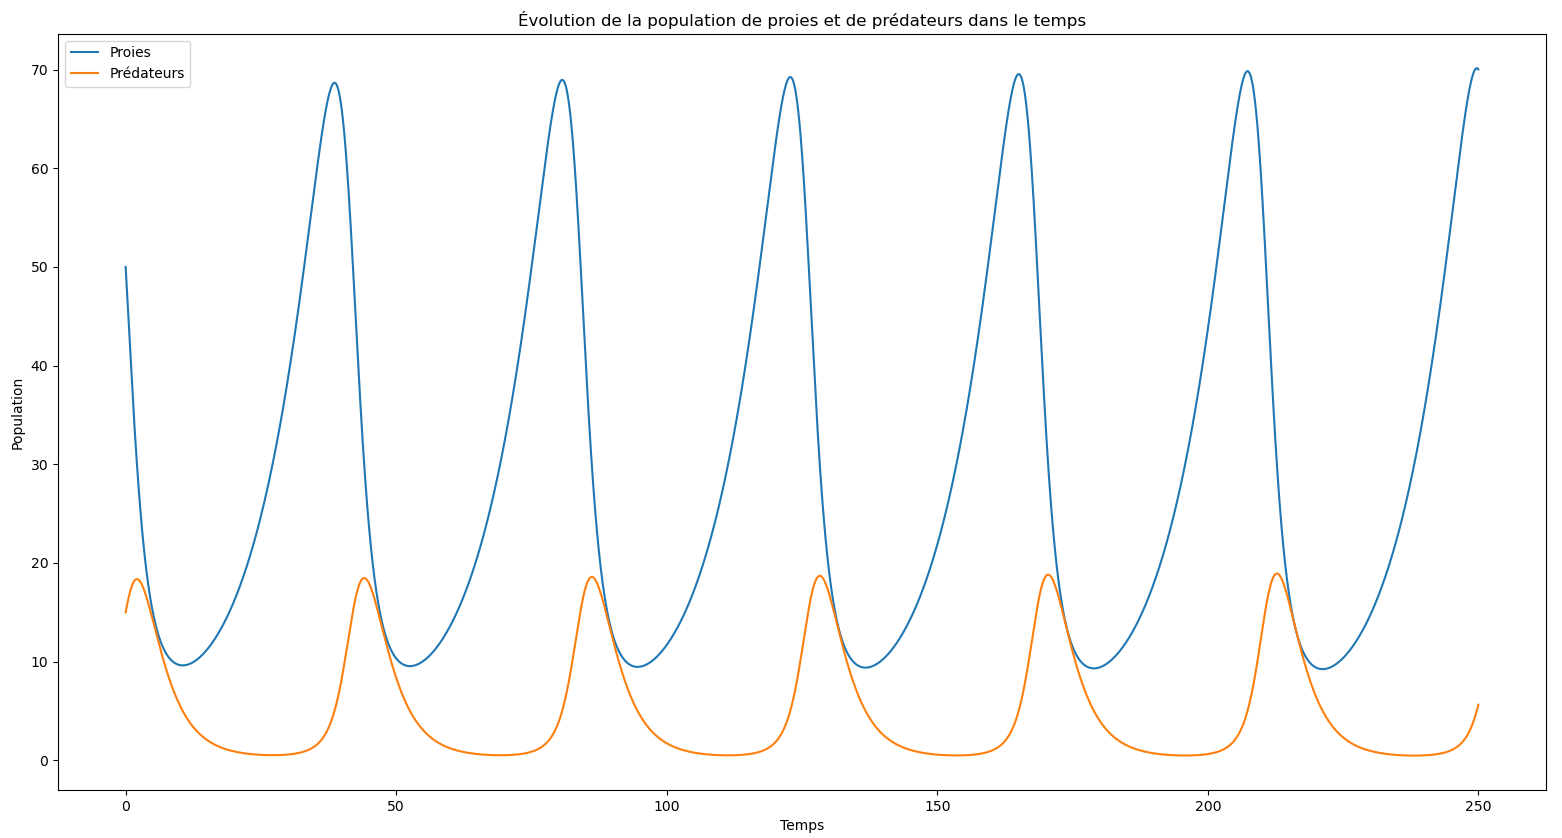 Évolution de la population de proies et de prédateurs dans le temps
Proies
Prédateurs
70
60
50
40
30
20
10
0
Population
0
50
100
150
200
250
Temps